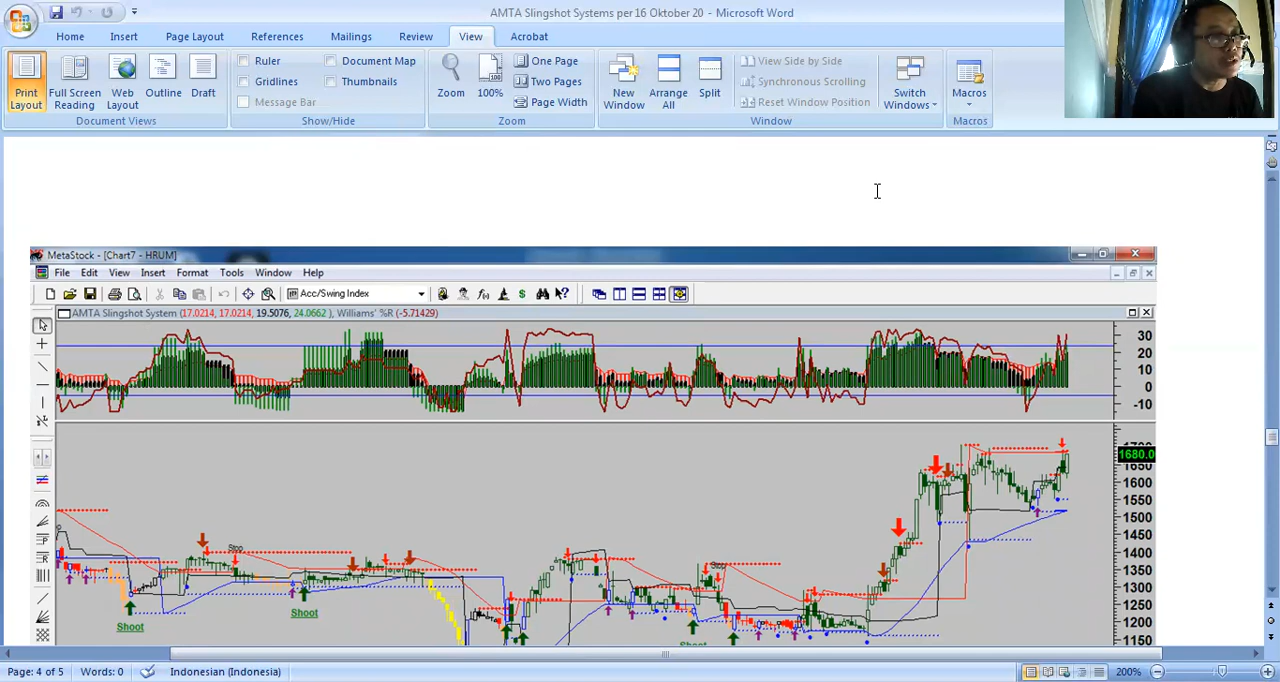 AMTA Slingshot Systems per 16 Oktober 20 - Microsoft Word
Home Insert Page Layout References Mailings Review View Acrobat
Ruler Document Map One Page View Side by Side
Gridlines Thumbnails Two Pages Synchronous Scrolling
Message Bar Page Width Reset Window Position
Print Layout Full Screen Reading Web Layout Outline Draft Zoom 100% New Window Arrange All Split Switch Windows Macros
Document Views Show/Hide Zoom Window Macros
MetaStock - [Chart7 - HRUM]
File Edit View Insert Format Tools Window Help
Acc/Swing Index
AMTA Slingshot System (17.0214, 17.0214, 19.5076, 24.0662 ), Williams' %R (-5.71429)
30
20
10
0
-10
1700
1680.0
1650
1600
1550
1500
1450
1400
1350
1300
1250
1200
1150
Stop
Stop
Shoot
Shoot
Page: 4 of 5 Words: 0 Indonesian (Indonesia) 200%